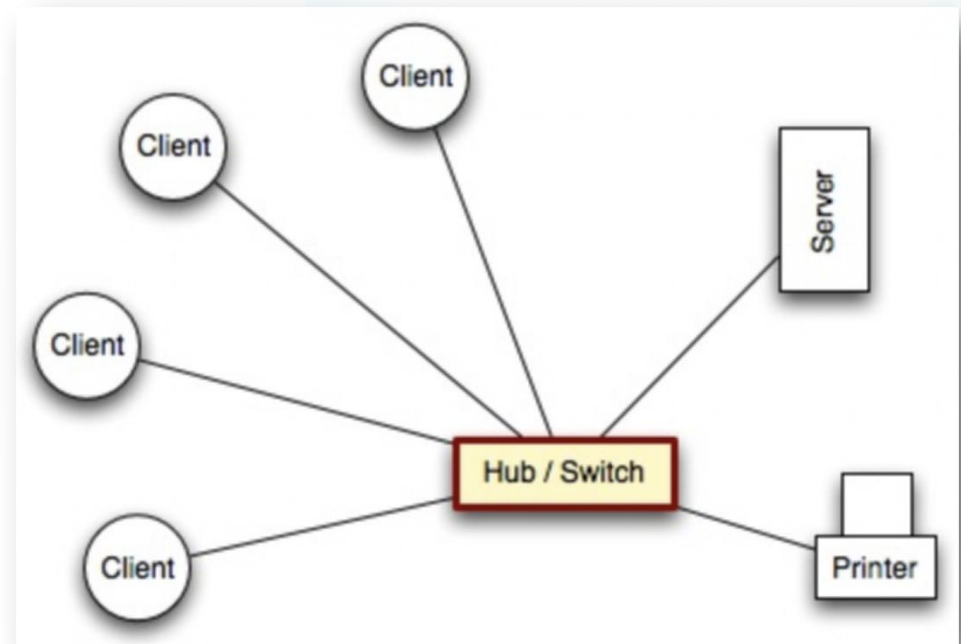 Client
Client
Server
Client
Hub / Switch
Client
Printer